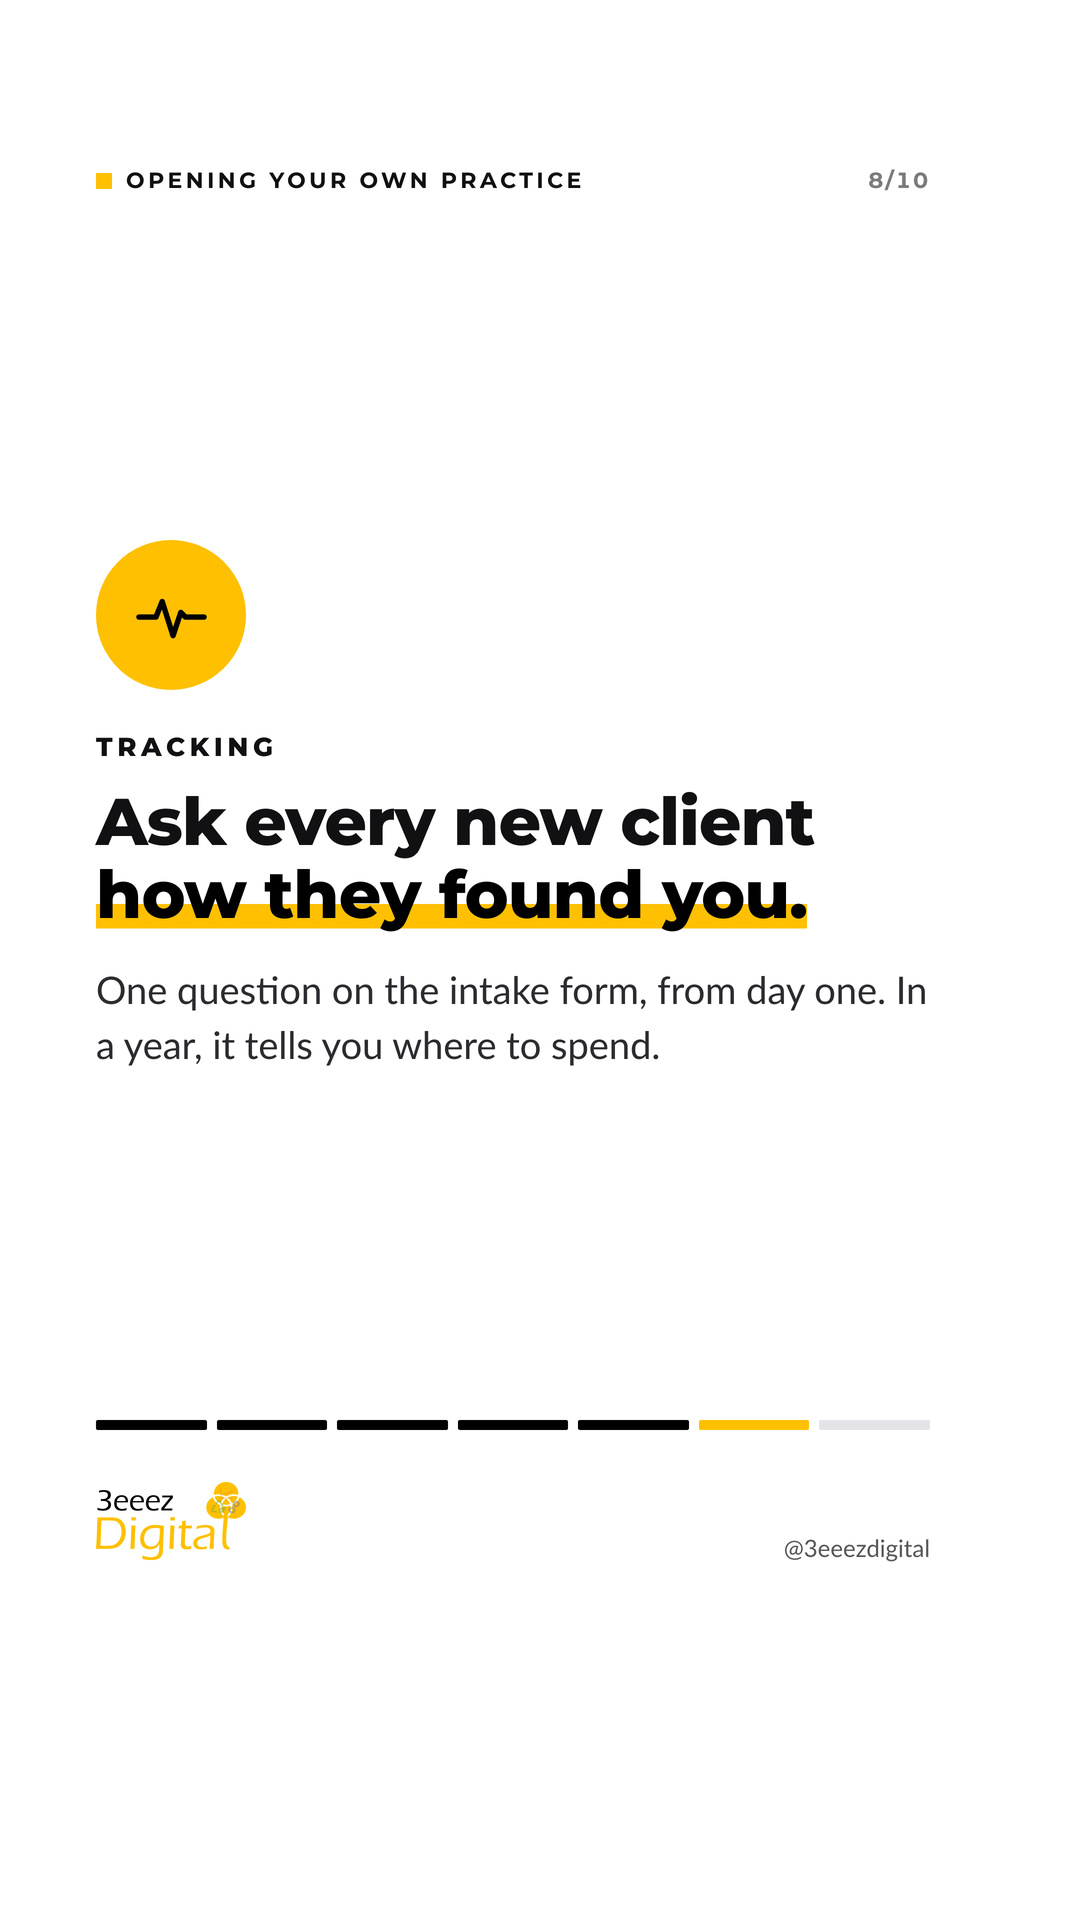 OPENING YOUR OWN PRACTICE
8/10
TRACKING
Ask every new client
how they found you.
One question on the intake form, from day one. In
a year, it tells you where to spend.
3eeez
Digital
@3eeezdigital